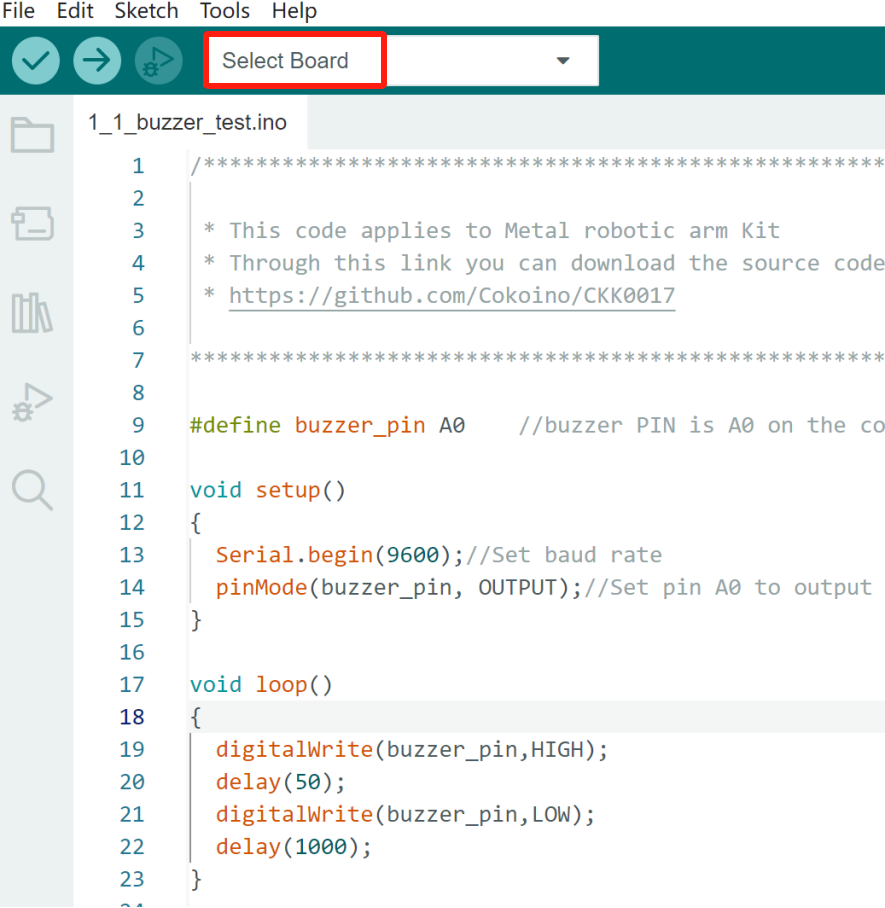 File Edit Sketch Tools Help
Select Board
1_1_buzzer_test.ino
1 /****************************************************
2
3 * This code applies to Metal robotic arm Kit
4 * Through this link you can download the source code
5 * https://github.com/Cokoino/CKK0017
6
7 *****************************************************
8
9 #define buzzer_pin A0 //buzzer PIN is A0 on the co
10
11 void setup()
12 {
13 Serial.begin(9600);//Set baud rate
14 pinMode(buzzer_pin, OUTPUT);//Set pin A0 to output
15 }
16
17 void loop()
18 {
19 digitalWrite(buzzer_pin,HIGH);
20 delay(50);
21 digitalWrite(buzzer_pin,LOW);
22 delay(1000);
23 }
24